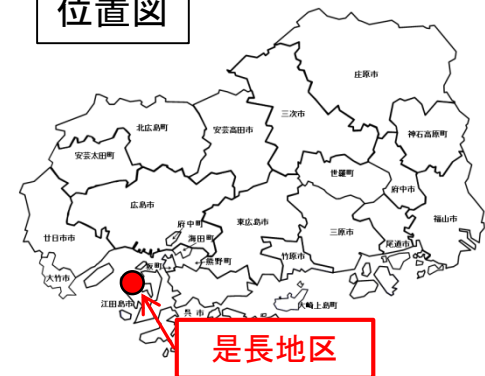 位置図
庄原市
三次市
北広島町
安芸高田市
神石高原町
安芸太田町
世羅町
府中市
広島市
府中町
東広島市
三原市
福山市
尾道市
海田町
廿日市市
熊野町
竹原市
坂町
大竹市
江田島市
呉市
大崎上島町
是長地区